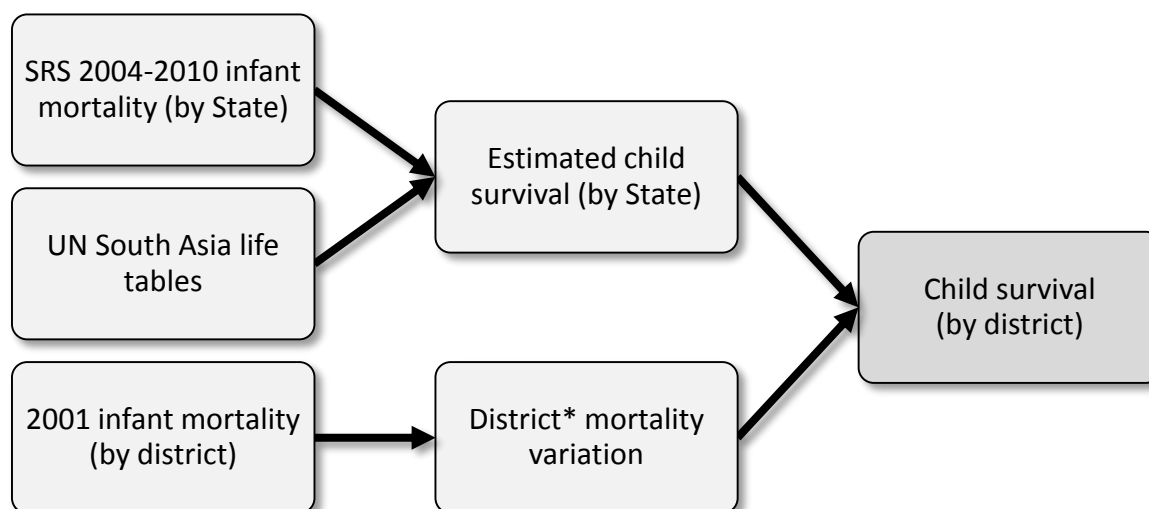 SRS 2004-2010 infant
mortality (by State)
UN South Asia life
tables
2001 infant mortality
(by district)
Estimated child
survival (by State)
District* mortality
variation
Child survival
(by district)